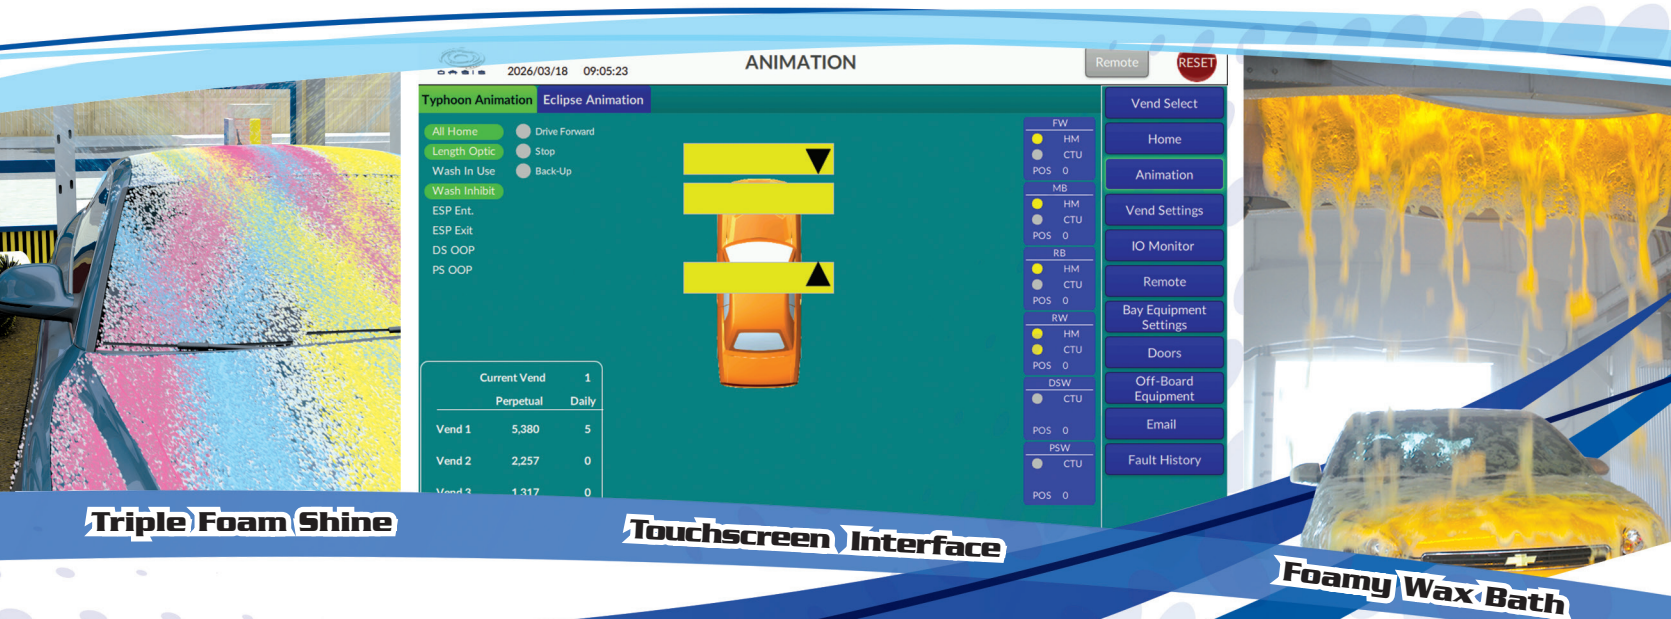 ANIMATION
2026/03/18 09:05:23
Remote
RESET
Typhoon Animation
Eclipse Animation
All Home
Drive Forward
Length Optic
Stop
Wash In Use
Back-Up
Wash Inhibit
ESP Ent.
ESP Exit
DS OOP
PS OOP
Current Vend 1
Perpetual Daily
Vend 1 5,380 5
Vend 2 2,257 0
Vend 3 1,317 0
FW
HM
CTU
POS 0
MB
HM
CTU
POS 0
RB
HM
CTU
POS 0
RW
HM
CTU
POS 0
DSW
CTU
POS 0
PSW
CTU
POS 0
Vend Select
Home
Animation
Vend Settings
IO Monitor
Remote
Bay Equipment
Settings
Doors
Off-Board
Equipment
Email
Fault History
Triple Foam Shine
Touchscreen Interface
Foamy Wax Bath